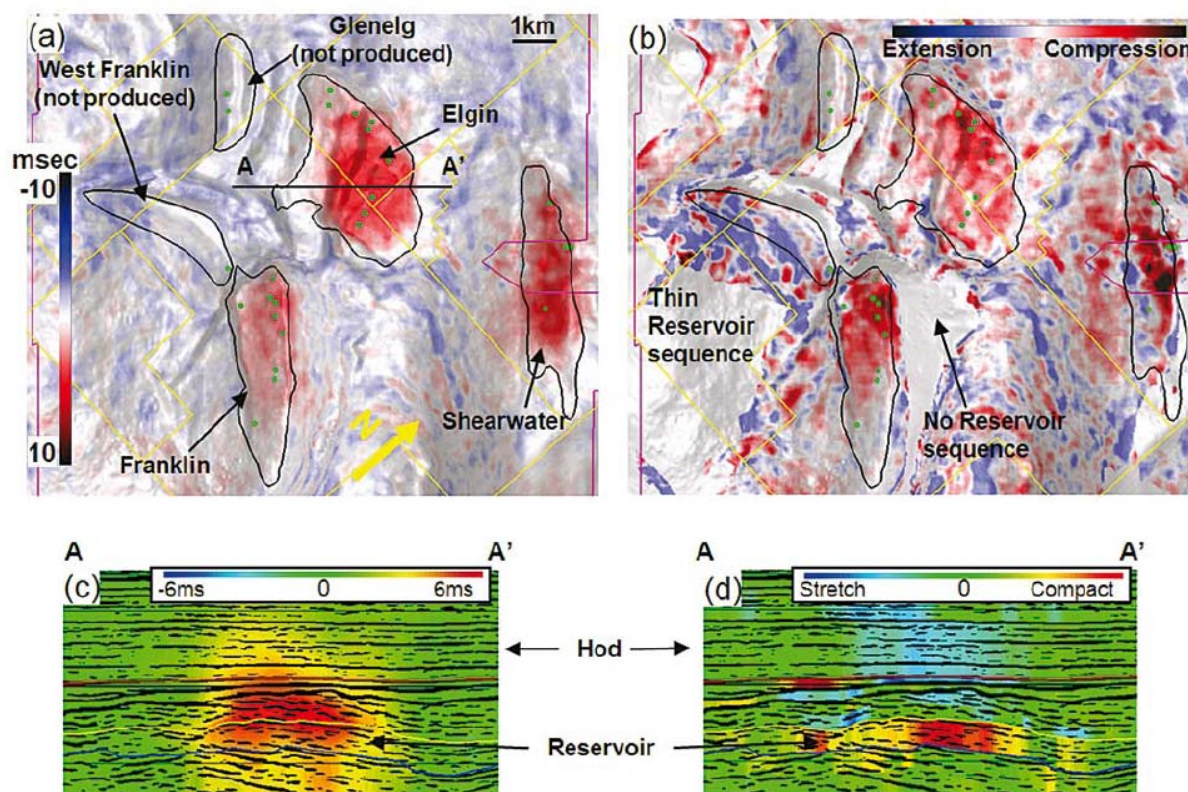 (a)
Glenelg
(not produced)
1km
West Franklin
(not produced)
Elgin
msec
-10
A
A'
10
Shearwater
Franklin
N
(b)
Extension
Compression
Thin
Reservoir
sequence
No Reservoir
sequence
A
A'
(c)
-6ms
0
6ms
Hod
Reservoir
A
A'
(d)
Stretch
0
Compact